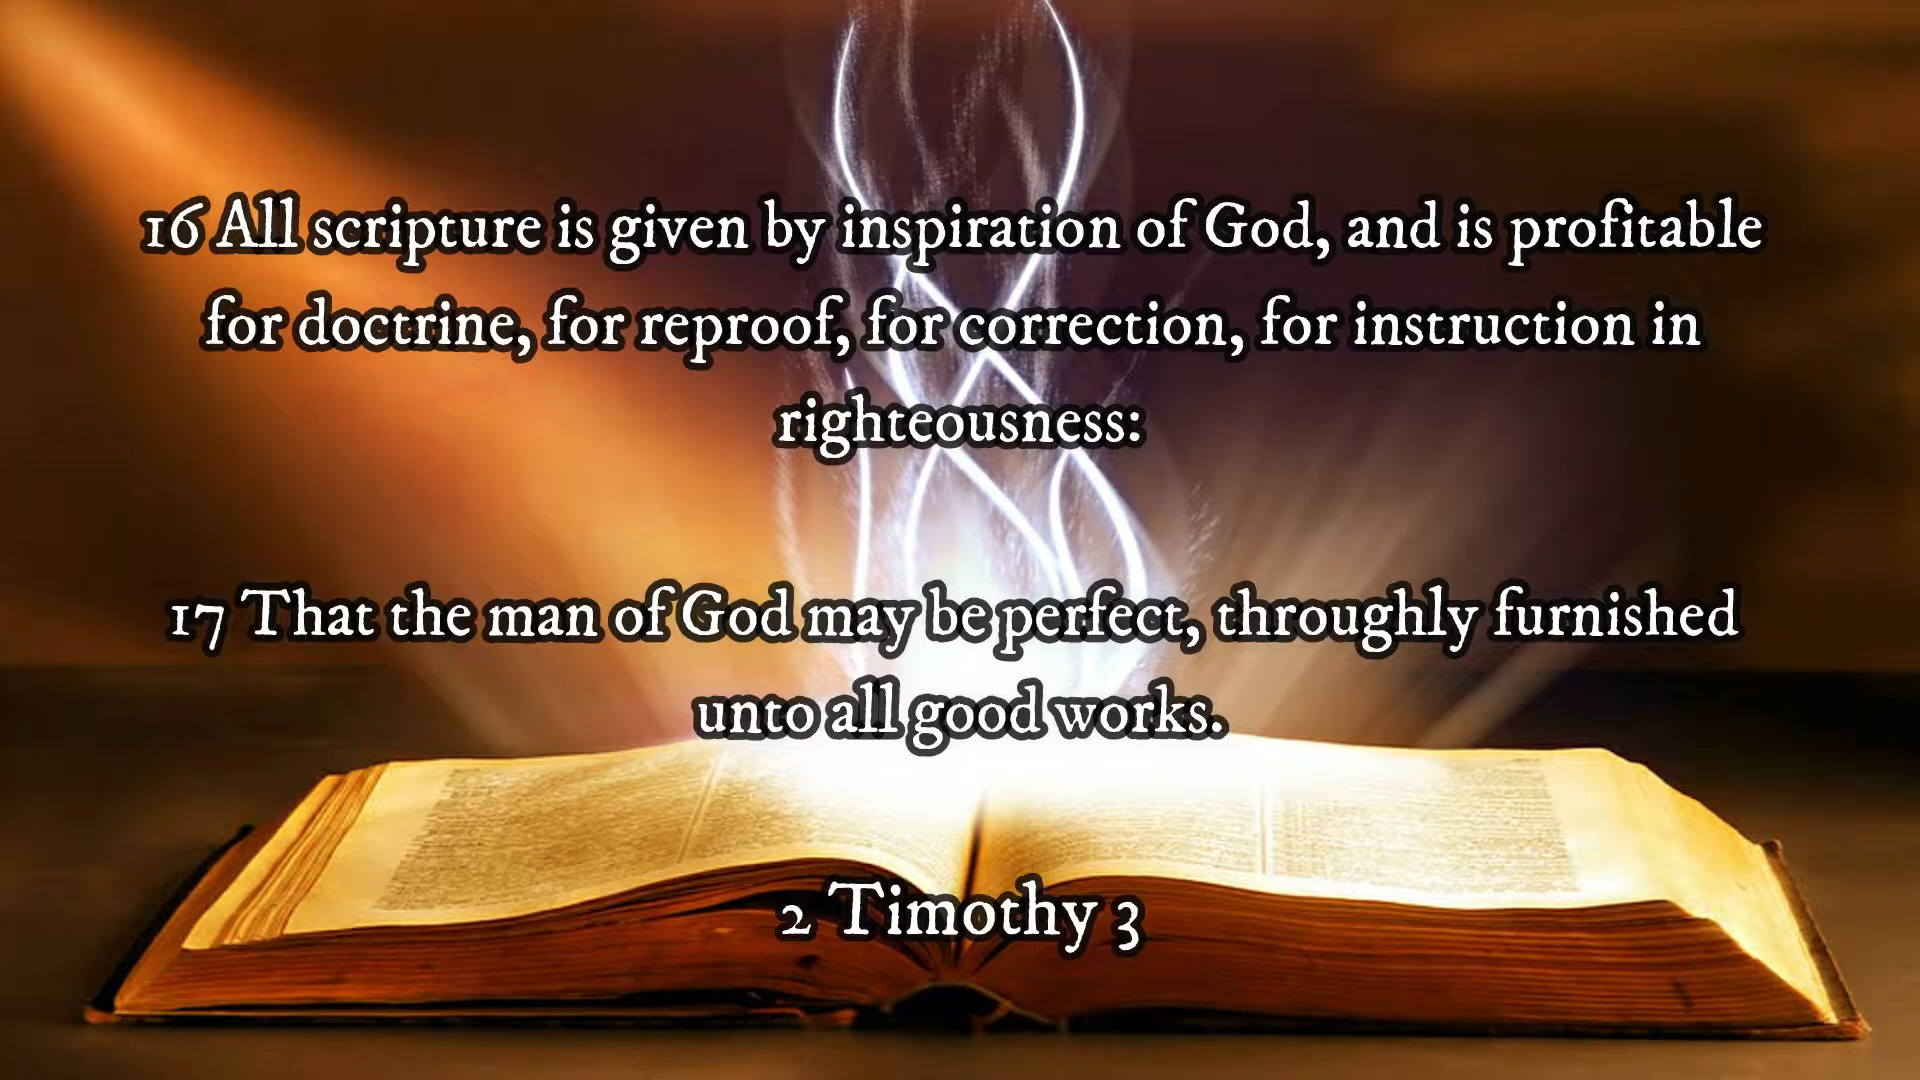 16 All scripture is given by inspiration of God, and is profitable
for doctrine, for reproof, for correction, for instruction in
righteousness:
17 That the man of God may be perfect, throughly furnished
unto all good works.
2 Timothy 3